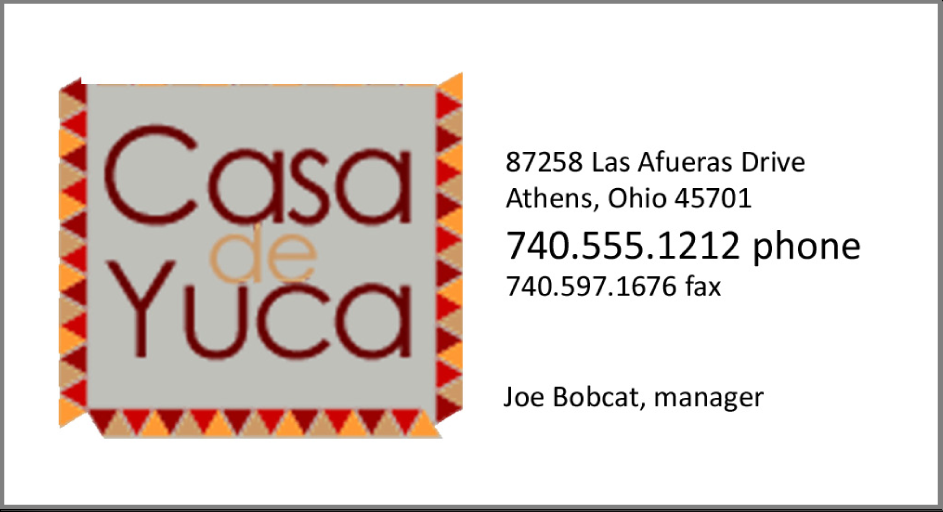 Casa
de
Yuca
87258 Las Afueras Drive
Athens, Ohio 45701
740.555.1212 phone
740.597.1676 fax
Joe Bobcat, manager